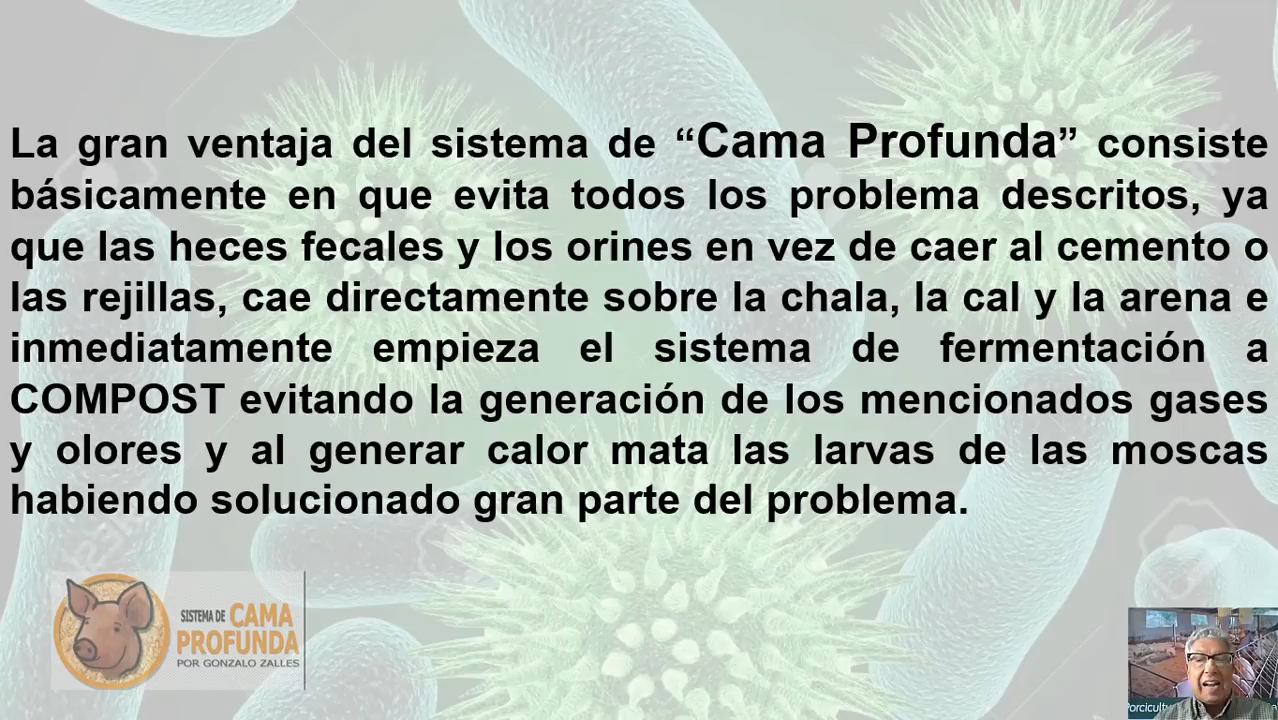 La gran ventaja del sistema de “Cama Profunda” consiste
básicamente en que evita todos los problema descritos, ya
que las heces fecales y los orines en vez de caer al cemento o
las rejillas, cae directamente sobre la chala, la cal y la arena e
inmediatamente empieza el sistema de fermentación a
COMPOST evitando la generación de los mencionados gases
y olores y al generar calor mata las larvas de las moscas
habiendo solucionado gran parte del problema.
SISTEMA DE CAMA
PROFUNDA
POR GONZALO ZALLES